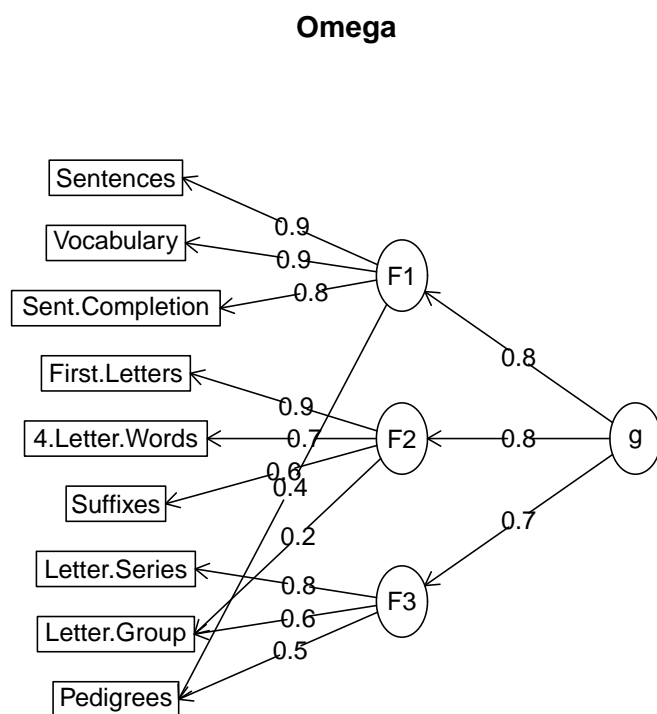 Omega
Sentences
0.9
Vocabulary
0.9
F1
Sent.Completion
0.8
0.8
First.Letters
0.9
4.Letter.Words
0.7
F2
0.8
g
0.6
0.4
Suffixes
0.7
0.2
Letter.Series
0.8
F3
Letter.Group
0.6
0.5
Pedigrees